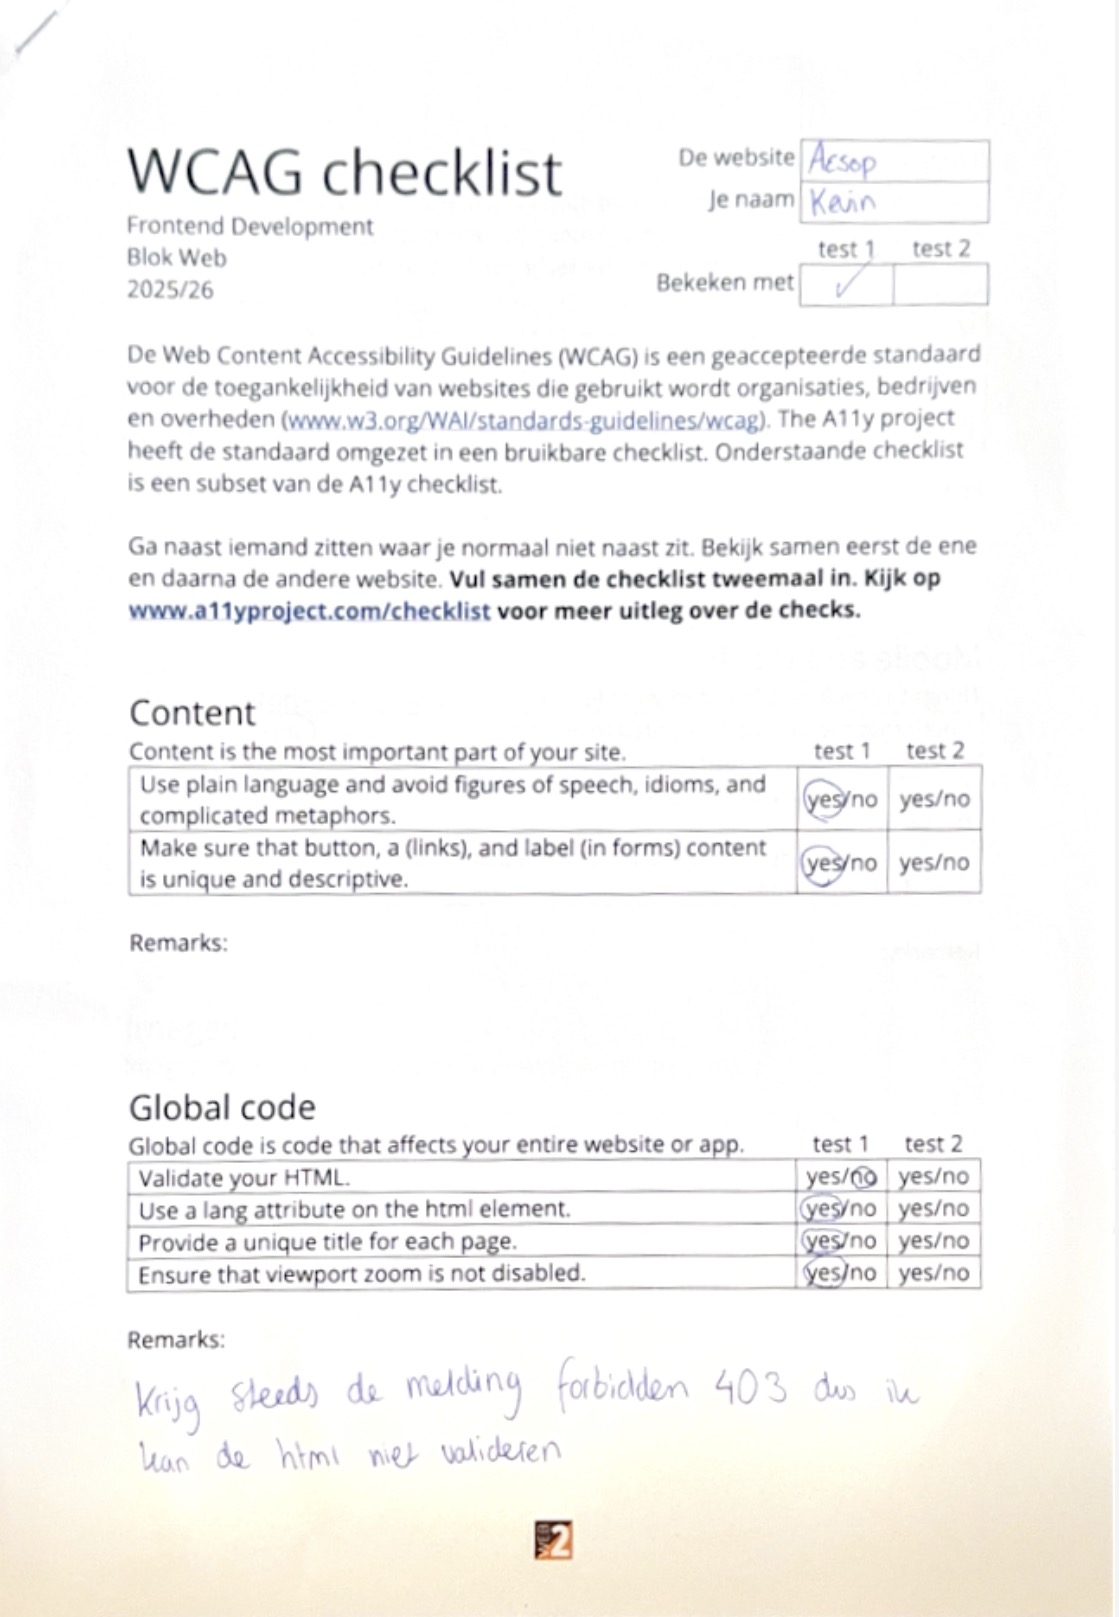 WCAG checklist
Frontend Development
Blok Web
2025/26
De website Aesop
Je naam Kevin
test 1 test 2
Bekeken met ✓
De Web Content Accessibility Guidelines (WCAG) is een geaccepteerde standaard
voor de toegankelijkheid van websites die gebruikt wordt organisaties, bedrijven
en overheden (www.w3.org/WAI/standards-guidelines/wcag). The A11y project
heeft de standaard omgezet in een bruikbare checklist. Onderstaande checklist
is een subset van de A11y checklist.
Ga naast iemand zitten waar je normaal niet naast zit. Bekijk samen eerst de ene
en daarna de andere website. Vul samen de checklist tweemaal in. Kijk op
www.a11yproject.com/checklist voor meer uitleg over de checks.
Content
Content is the most important part of your site. test 1 test 2
Use plain language and avoid figures of speech, idioms, and
complicated metaphors. yes/no yes/no
Make sure that button, a (links), and label (in forms) content
is unique and descriptive. yes/no yes/no
Remarks:
Global code
Global code is code that affects your entire website or app. test 1 test 2
Validate your HTML. yes/no yes/no
Use a lang attribute on the html element. yes/no yes/no
Provide a unique title for each page. yes/no yes/no
Ensure that viewport zoom is not disabled. yes/no yes/no
Remarks:
Krijg steeds de melding forbidden 403 dus ik
kan de html niet valideren
WEB 2